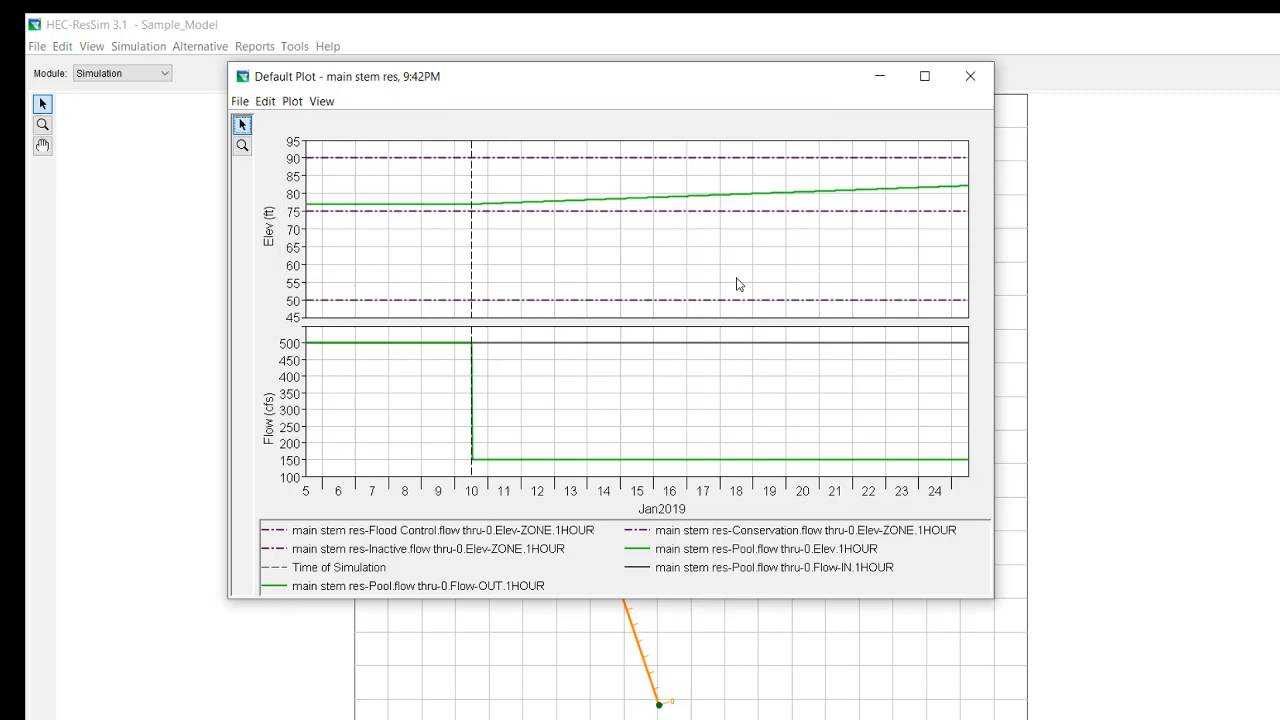 HEC-ResSim 3.1 - Sample_Model
File Edit View Simulation Alternative Reports Tools Help
Module: Simulation
Default Plot - main stem res, 9:42PM
File Edit Plot View
95
90
85
80
75
70
65
60
55
50
45
Elev (ft)
500
450
400
350
300
250
200
150
100
Flow (cfs)
5 6 7 8 9 10 11 12 13 14 15 16 17 18 19 20 21 22 23 24
Jan2019
main stem res-Flood Control.flow thru-0.Elev-ZONE.1HOUR main stem res-Conservation.flow thru-0.Elev-ZONE.1HOUR
main stem res-Inactive.flow thru-0.Elev-ZONE.1HOUR main stem res-Pool.flow thru-0.Elev.1HOUR
Time of Simulation main stem res-Pool.flow thru-0.Flow-IN.1HOUR
main stem res-Pool.flow thru-0.Flow-OUT.1HOUR
0